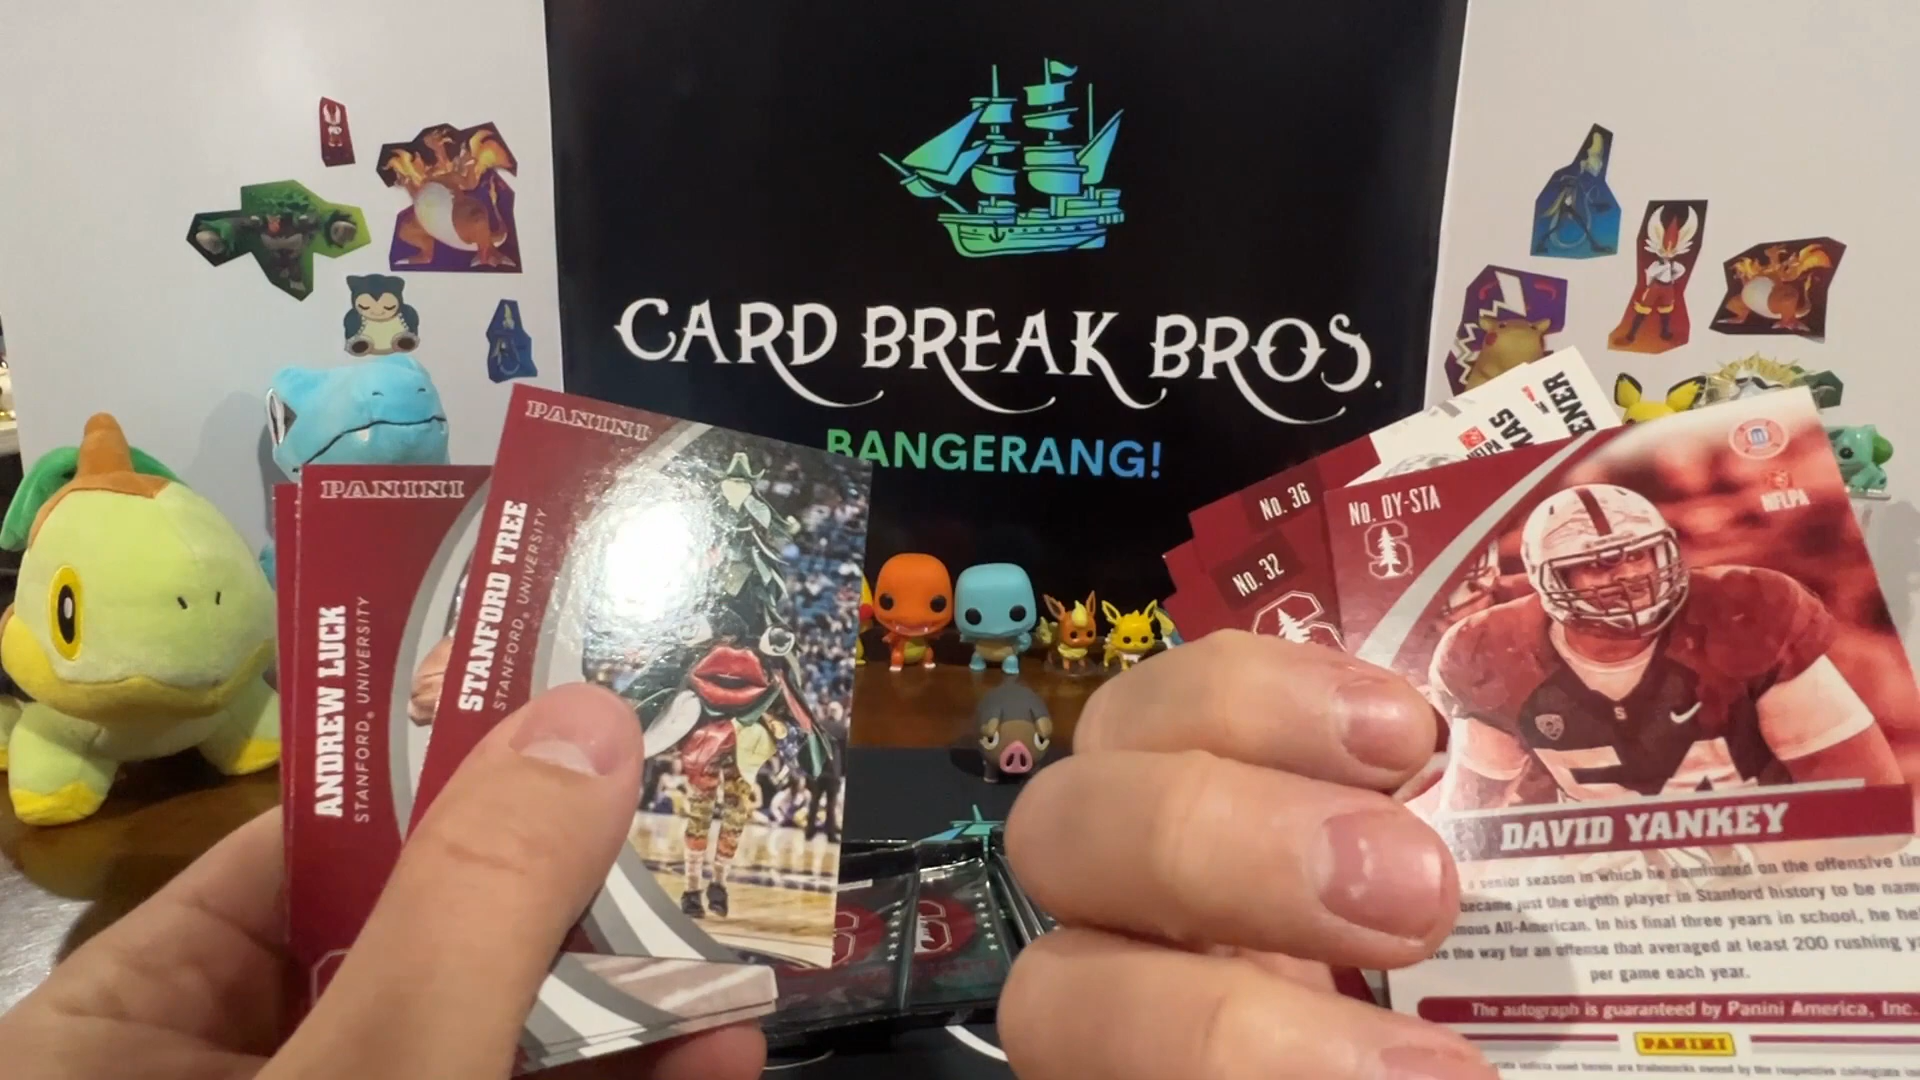 CARD BREAK BROS.
BANGERANG!
PANINI
ANDREW LUCK
STANFORD® UNIVERSITY
PANINI
STANFORD TREE
STANFORD® UNIVERSITY
No. 36
No. 32
No. DY-STA
NFLPA
DAVID YANKEY
senior season in which he dominated on the offensive
became just the eighth player in Stanford history to be
All-American. In his final three years in school, he
the way for an offense that averaged at least 200 rushing
per game each year.
The autograph is guaranteed by Panini America, Inc.
PANINI